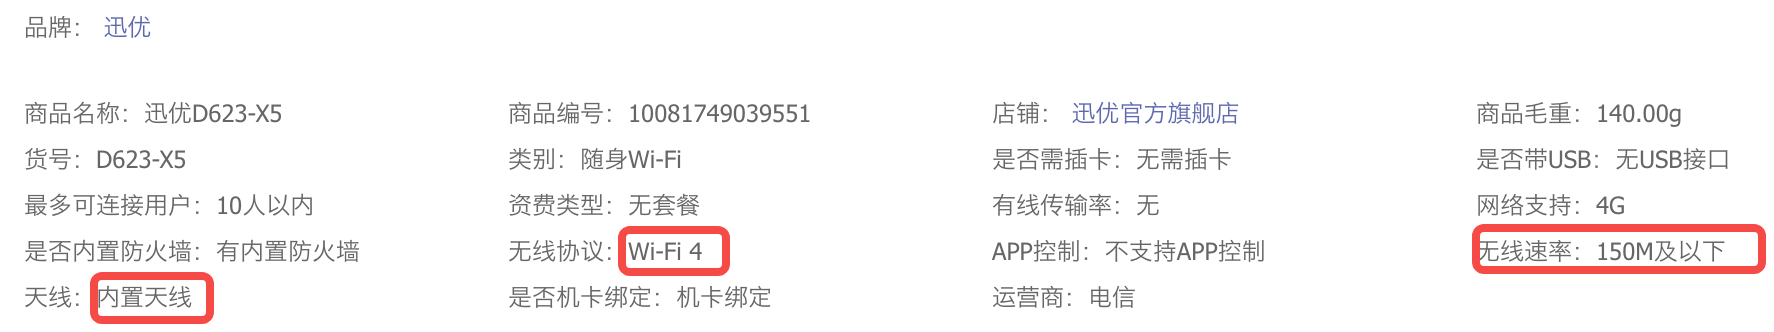 品牌： 迅优
商品名称：迅优D623-X5 商品编号：10081749039551 店铺： 迅优官方旗舰店 商品毛重：140.00g
货号：D623-X5 类别：随身Wi-Fi 是否需插卡：无需插卡 是否带USB：无USB接口
最多可连接用户：10人以内 资费类型：无套餐 有线传输率：无 网络支持：4G
是否内置防火墙：有内置防火墙 无线协议：Wi-Fi 4 APP控制：不支持APP控制 无线速率：150M及以下
天线：内置天线 是否机卡绑定：机卡绑定 运营商：电信